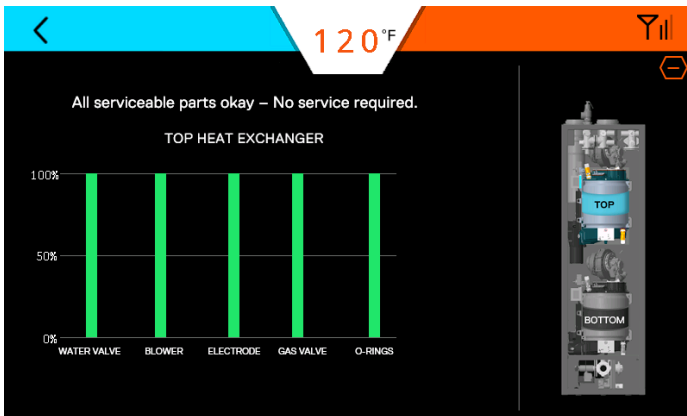 120°F
All serviceable parts okay – No service required.
TOP HEAT EXCHANGER
100%
50%
0%
WATER VALVE BLOWER ELECTRODE GAS VALVE O-RINGS
TOP
BOTTOM